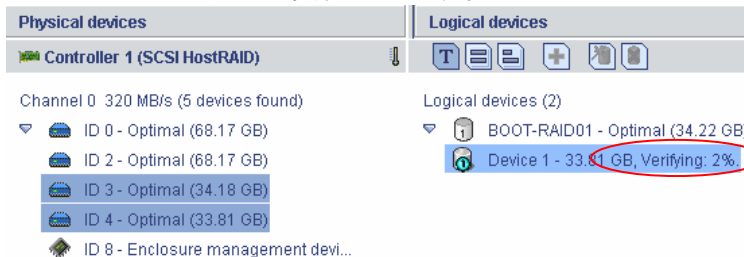 Physical devices
Controller 1 (SCSI HostRAID)
Channel 0 320 MB/s (5 devices found)
ID 0 - Optimal (68.17 GB)
ID 2 - Optimal (68.17 GB)
ID 3 - Optimal (34.18 GB)
ID 4 - Optimal (33.81 GB)
ID 8 - Enclosure management devi...
Logical devices
T
Logical devices (2)
1 BOOT-RAID01 - Optimal (34.22 GB)
Device 1 - 33.81 GB, Verifying: 2%.